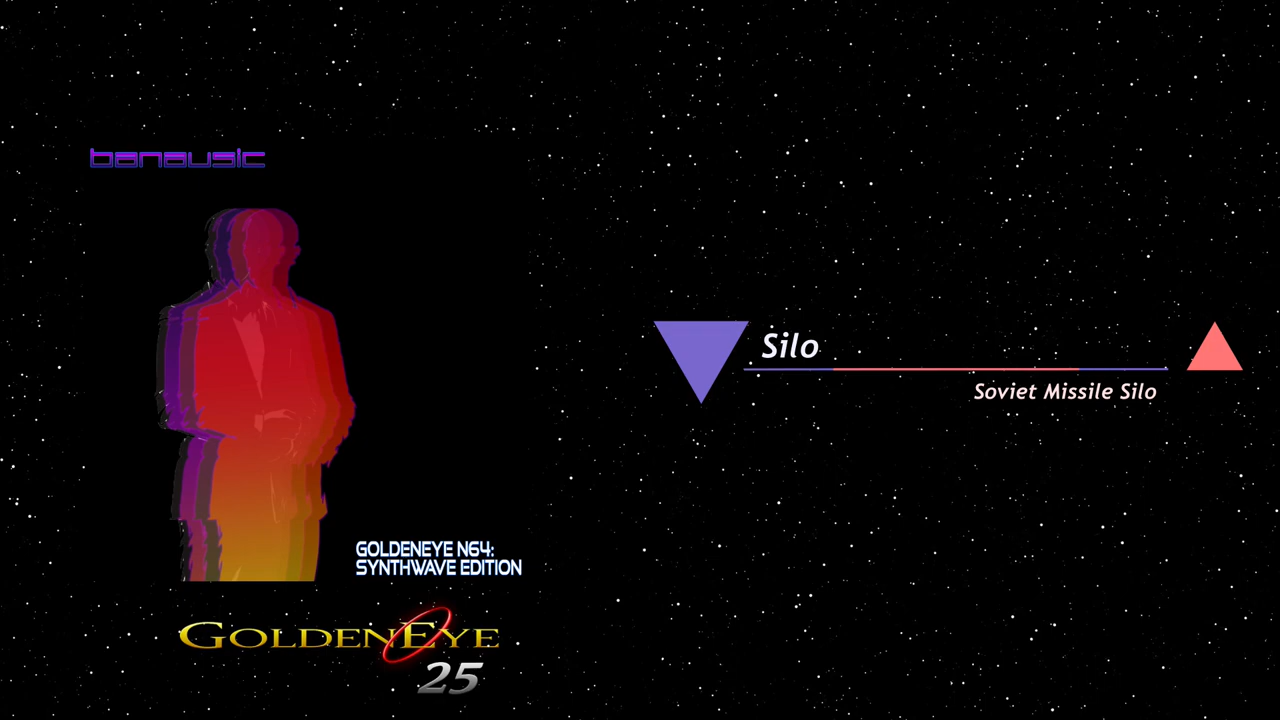 banausic
Silo
Soviet Missile Silo
GOLDENEYE N64:
SYNTHWAVE EDITION
GOLDENEYE
25